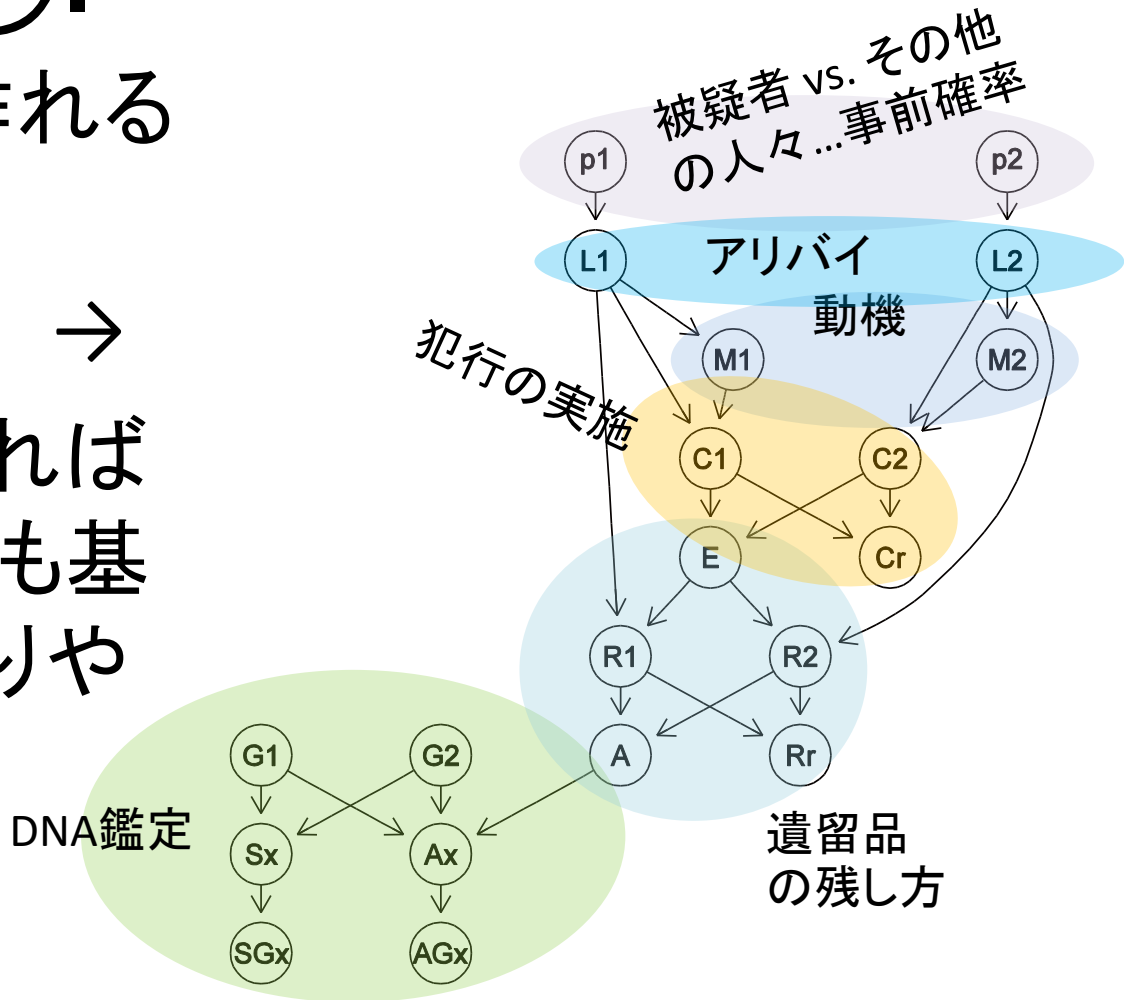 作れる
→
れば
も基
りや
被疑者 vs. その他
の人々…事前確率
p1
p2
L1
アリバイ
L2
動機
犯行の実施
M1
M2
C1
C2
E
Cr
R1
R2
G1
G2
A
Rr
DNA鑑定
Sx
Ax
遺留品
の残し方
SGx
AGx